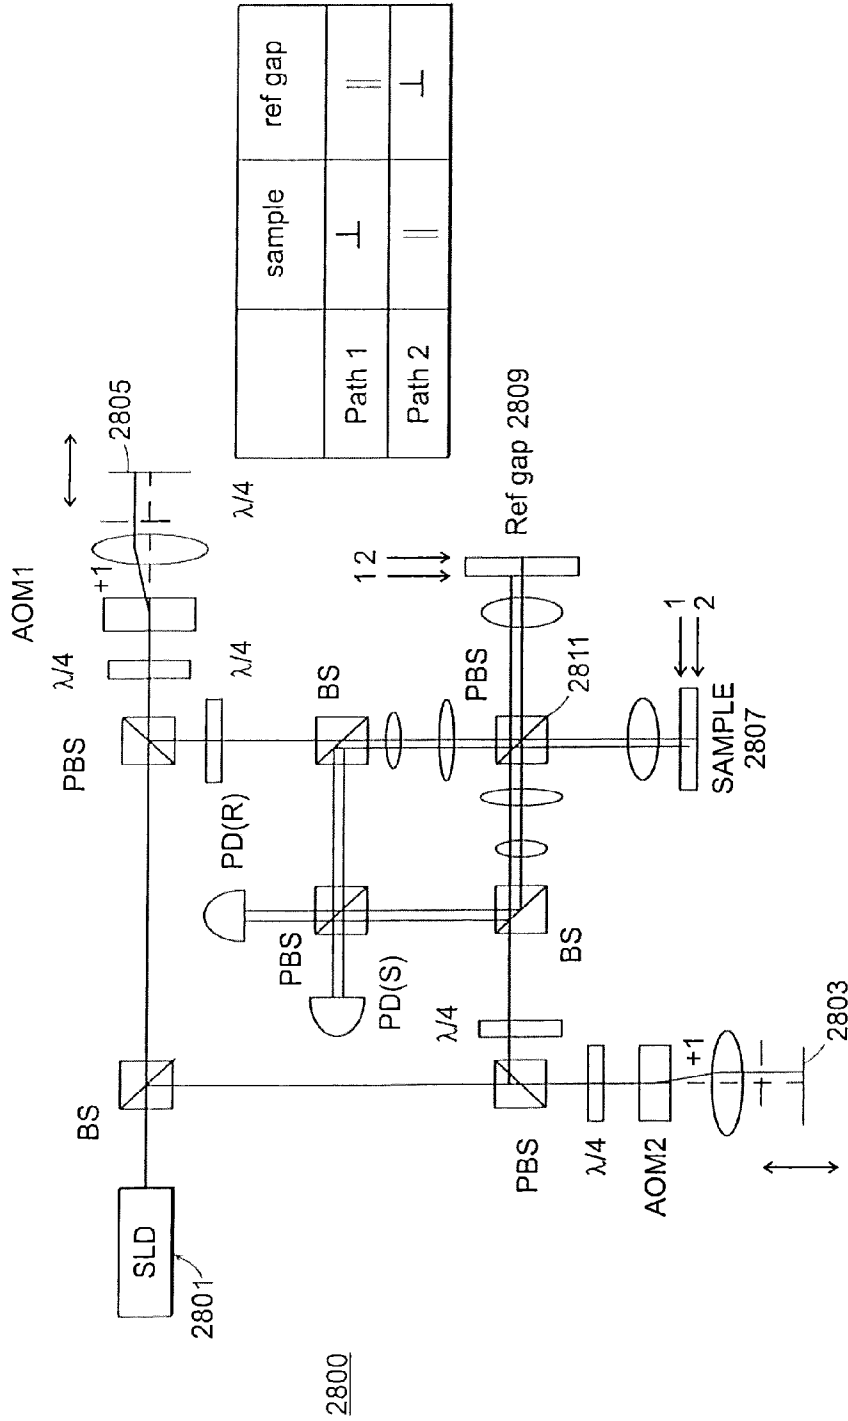 2800
SLD
2801
BS
PBS
λ/4
AOM1
+1
2805
λ/4
λ/4
PD(R)
BS
PBS
PD(S)
PBS
2811
1 2
Ref gap 2809
BS
λ/4
PBS
λ/4
AOM2
+1
2803
1
2
SAMPLE
2807
sample ref gap
Path 1 ⊥ ||
Path 2 || ⊥